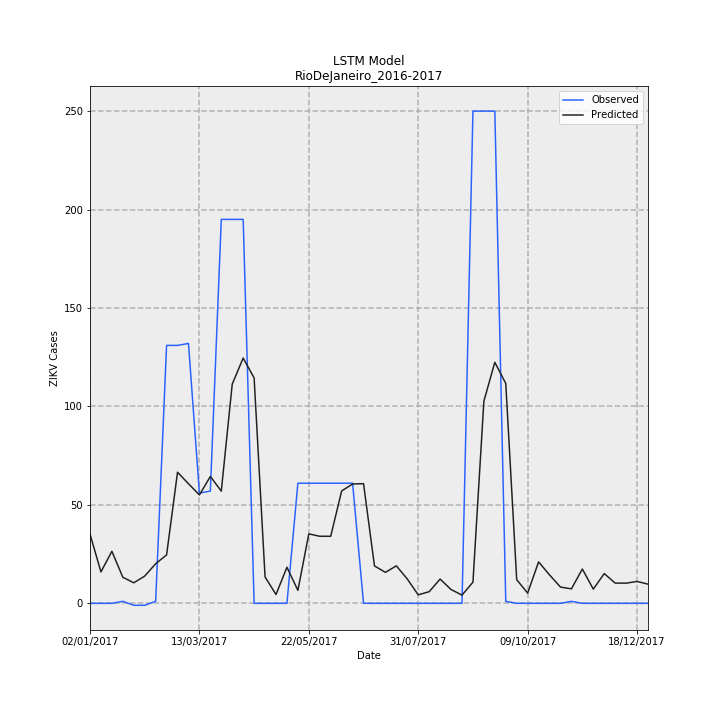 LSTM Model
RioDeJaneiro_2016-2017
Observed
Predicted
250
200
150
100
50
0
ZIKV Cases
02/01/2017 13/03/2017 22/05/2017 31/07/2017 09/10/2017 18/12/2017
Date